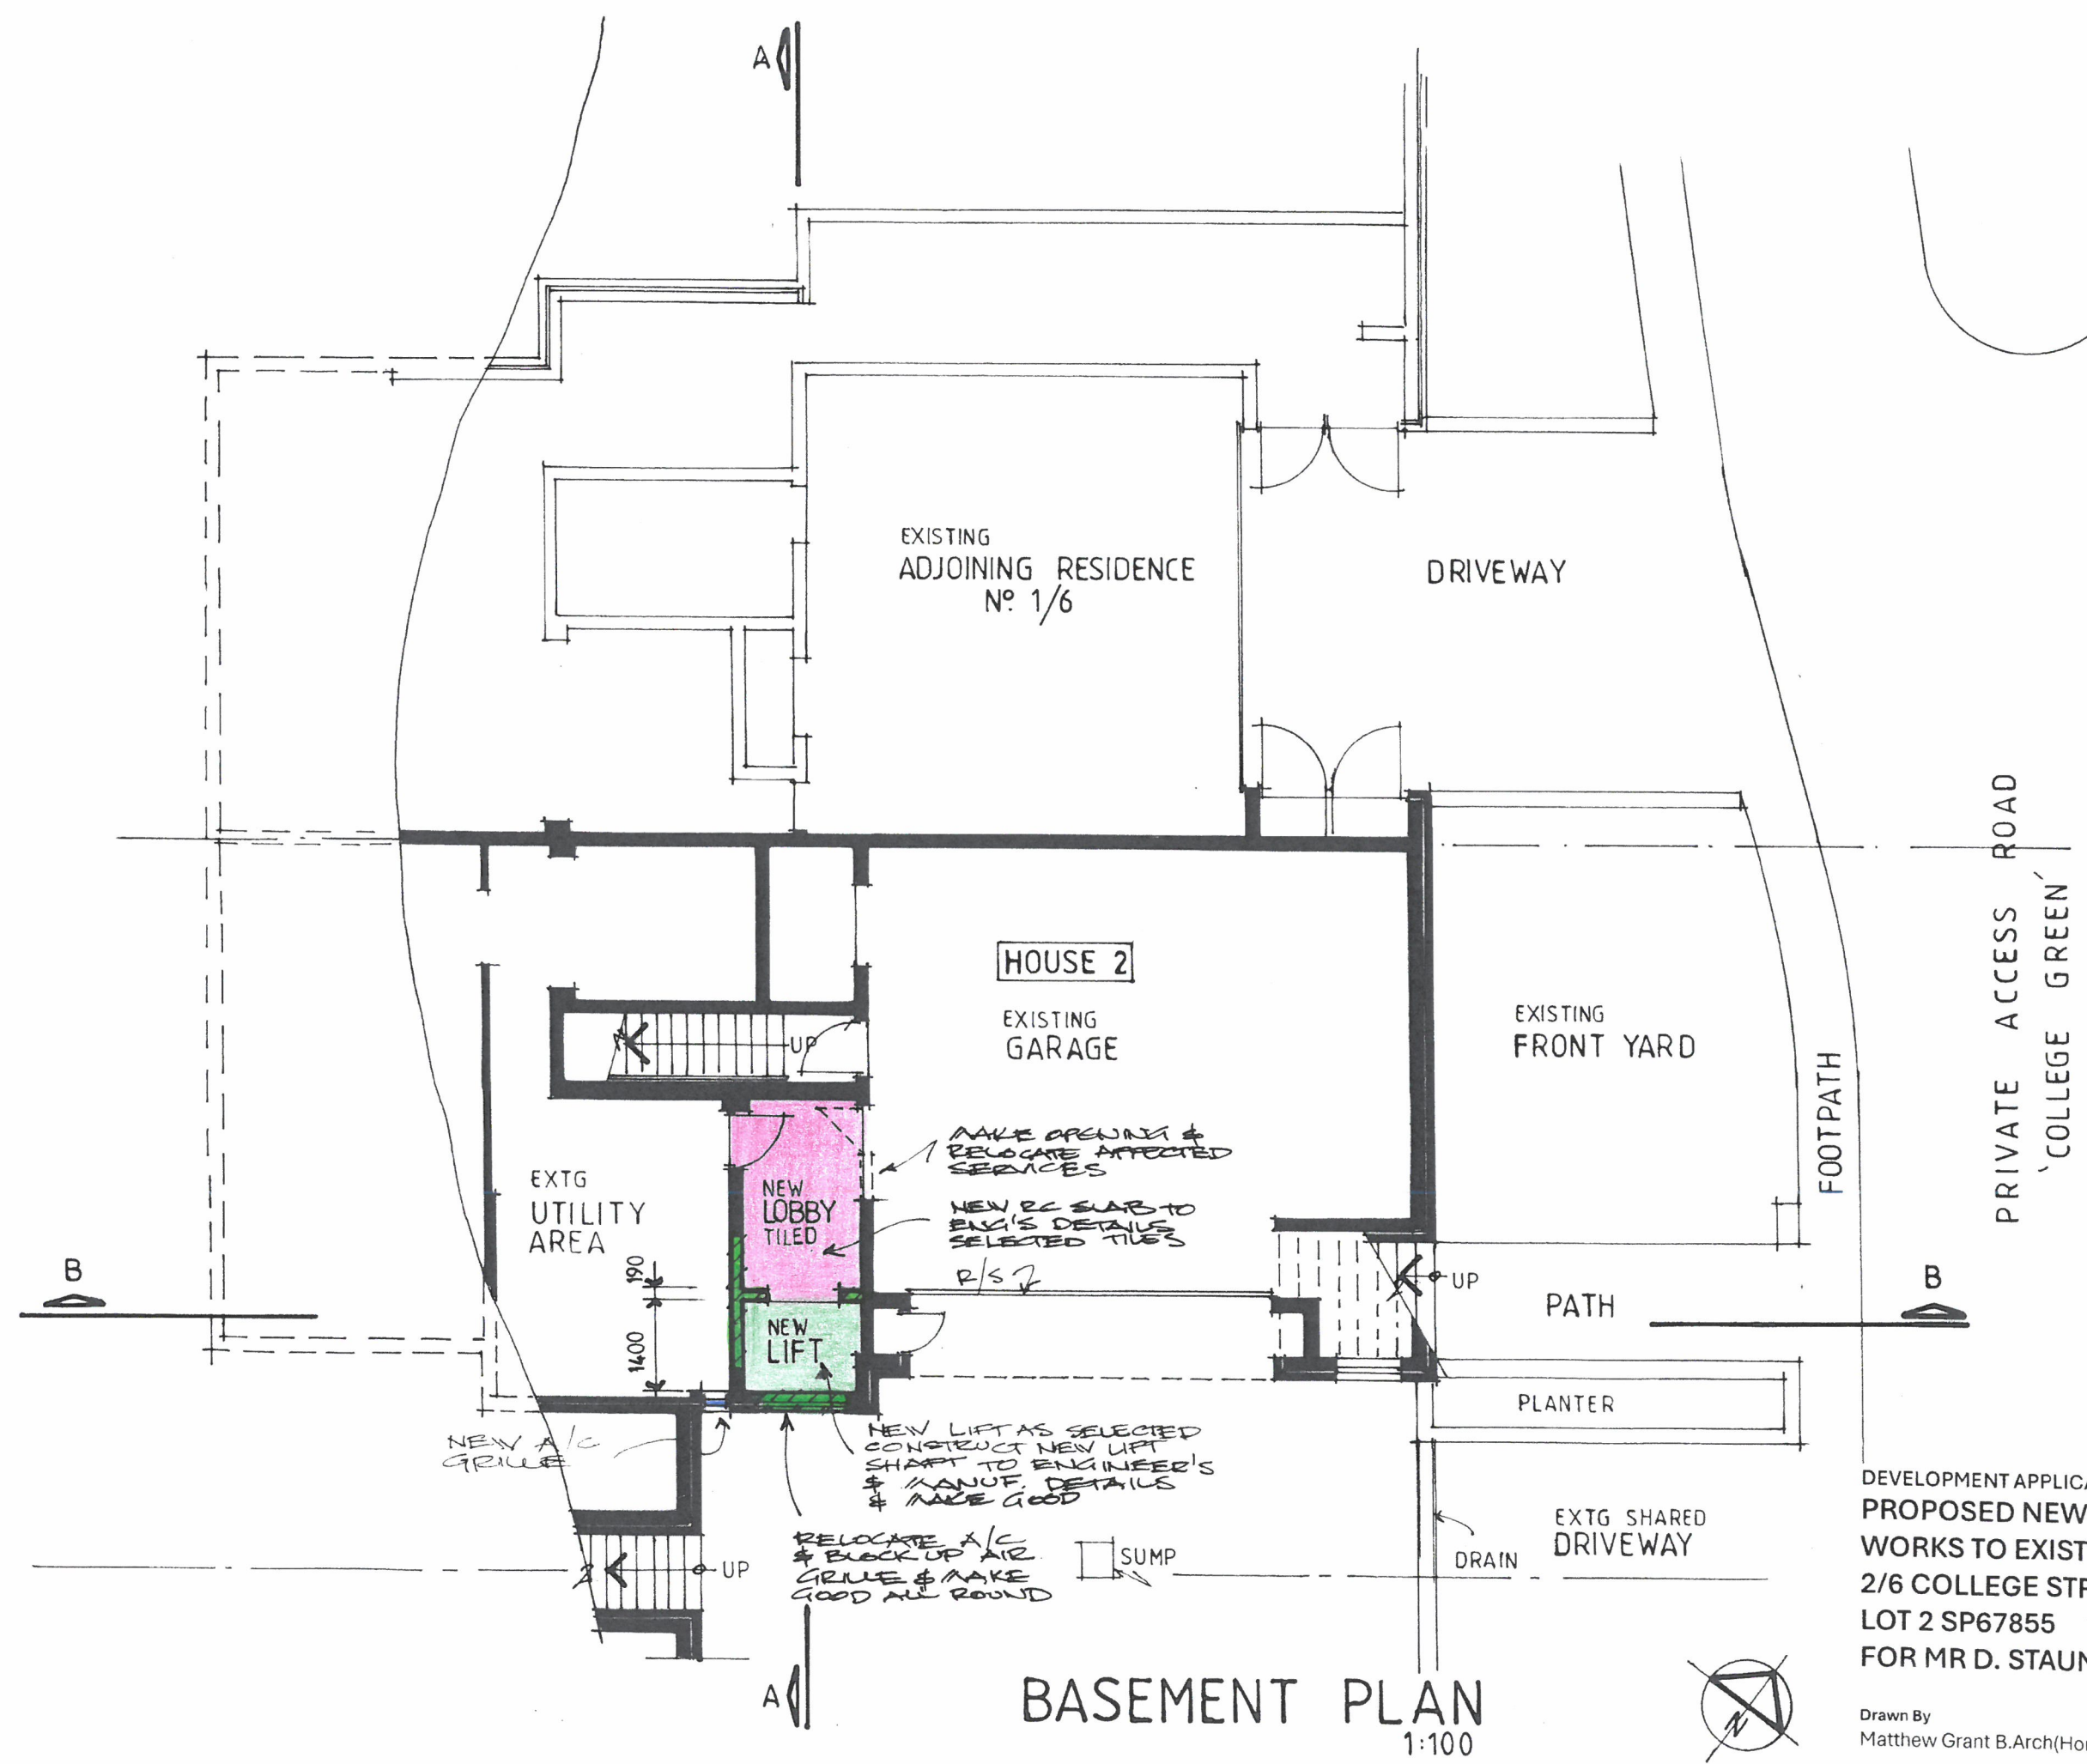 A
EXISTING
ADJOINING RESIDENCE
Nº 1/6
DRIVEWAY
HOUSE 2
EXISTING
GARAGE
EXISTING
FRONT YARD
FOOTPATH
PRIVATE ACCESS ROAD
'COLLEGE GREEN'
UP
MAKE OPENING &
RELOCATE AFFECTED
SERVICES
NEW
LOBBY
TILED
NEW RC SLAB TO
ENG'S DETAILS
SELECTED TILES
EXTG
UTILITY
AREA
190
1400
R/S
B
UP
B
PATH
NEW
LIFT
PLANTER
NEW A/C
GRILLE
NEW LIFT AS SELECTED
CONSTRUCT NEW LIFT
SHAFT TO ENGINEER'S
& MANUF. DETAILS
& MAKE GOOD
RELOCATE A/C
& BLOCK UP AIR
GRILLE & MAKE
GOOD ALL ROUND
UP
SUMP
DRAIN
EXTG SHARED
DRIVEWAY
A
BASEMENT PLAN
1:100
N
DEVELOPMENT APPLICA
PROPOSED NEW
WORKS TO EXIST
2/6 COLLEGE STR
LOT 2 SP67855
FOR MR D. STAUN
Drawn By
Matthew Grant B.Arch(Hon